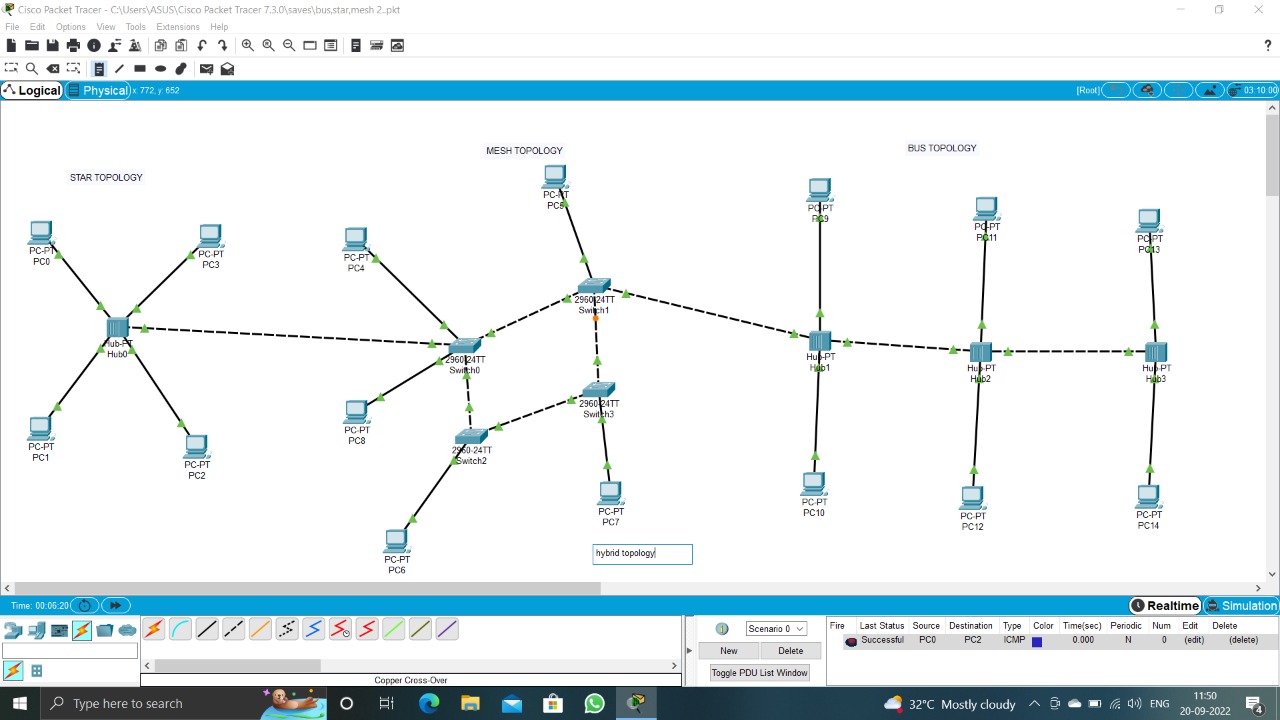 Cisco Packet Tracer - C:\Users\ASUS\Cisco Packet Tracer 7.3.0\saves\bus,star,mesh 2..pkt
File Edit Options View Tools Extensions Help
?
Logical Physical x: 772, y: 652 [Root] 03:10:00
MESH TOPOLOGY
BUS TOPOLOGY
STAR TOPOLOGY
PC-PT
PC0
PC-PT
PC3
PC-PT
PC4
PC-PT
PC-PT
PC9
PC-PT
PC11
PC-PT
PC13
2960-24TT
Switch1
Hub-PT
Hub0
2960-24TT
Switch0
Hub-PT
Hub1
Hub-PT
Hub2
Hub-PT
Hub3
2960-24TT
Switch3
PC-PT
PC1
PC-PT
PC2
PC-PT
PC8
2960-24TT
Switch2
PC-PT
PC7
PC-PT
PC10
PC-PT
PC12
PC-PT
PC14
PC-PT
PC6
hybrid topology
Time: 00:06:20 Realtime Simulation
Scenario 0
New Delete
Toggle PDU List Window
Fire Last Status Source Destination Type Color Time(sec) Periodic Num Edit Delete
Successful PC0 PC2 ICMP 0.000 N 0 (edit) (delete)
Copper Cross-Over
Type here to search
32°C Mostly cloudy ENG 11:50
20-09-2022
4